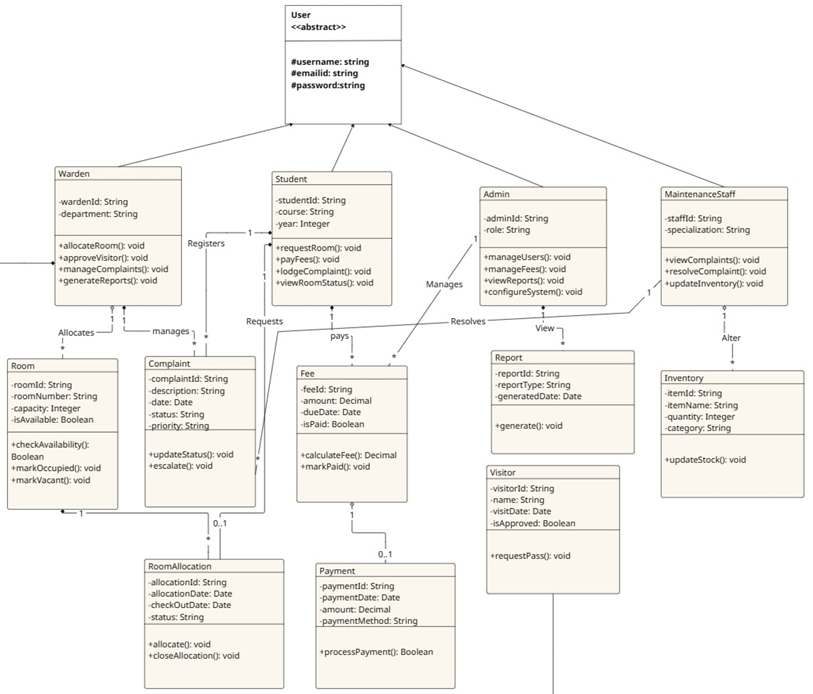 User
<<abstract>>
#username: string
#emailid: string
#password:string
Warden
-wardenId: String
-department: String
+allocateRoom(): void
+approveVisitor(): void
+manageComplaints(): void
+generateReports(): void
Student
-studentId: String
-course: String
-year: Integer
+requestRoom(): void
+payFees(): void
+lodgeComplaint(): void
+viewRoomStatus(): void
Admin
-adminId: String
-role: String
+manageUsers(): void
+manageFees(): void
+viewReports(): void
+configureSystem(): void
MaintenanceStaff
-staffId: String
-specialization: String
+viewComplaints(): void
+resolveComplaint(): void
+updateInventory(): void
1
Registers
*
1
Requests
0..1
1
Manages
*
1
Resolves
*
1
Allocates
*
1
manages
*
1
pays
*
View
*
1
Alter
*
Room
-roomId: String
-roomNumber: String
-capacity: Integer
-isAvailable: Boolean
+checkAvailability():
Boolean
+markOccupied(): void
+markVacant(): void
Complaint
-complaintId: String
-description: String
-date: Date
-status: String
-priority: String
+updateStatus(): void
+escalate(): void
Fee
-feeId: String
-amount: Decimal
-dueDate: Date
-isPaid: Boolean
+calculateFee(): Decimal
+markPaid(): void
Report
-reportId: String
-reportType: String
-generatedDate: Date
+generate(): void
Inventory
-itemId: String
-itemName: String
-quantity: Integer
-category: String
+updateStock(): void
Visitor
-visitorId: String
-name: String
-visitDate: Date
-isApproved: Boolean
+requestPass(): void
1
*
1
0..1
RoomAllocation
-allocationId: String
-allocationDate: Date
-checkOutDate: Date
-status: String
+allocate(): void
+closeAllocation(): void
Payment
-paymentId: String
-paymentDate: Date
-amount: Decimal
-paymentMethod: String
+processPayment(): Boolean